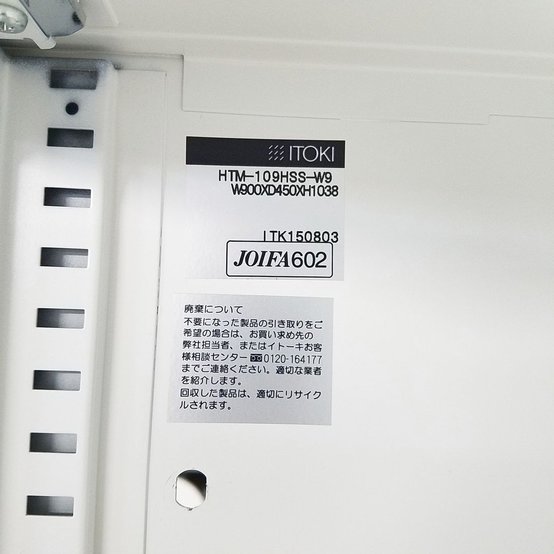 ITOKI
HTM-109HSS-W9
W900XD450XH1038
ITK150803
JOIFA602
廃棄について
不要になった製品の引き取りをご
希望の場合は、お買い求め先の
弊社担当者、またはイトーキお客
様相談センター 0120-164177
までご連絡ください。適切な業者
を紹介します。
回収した製品は、適切にリサイク
ルされます。